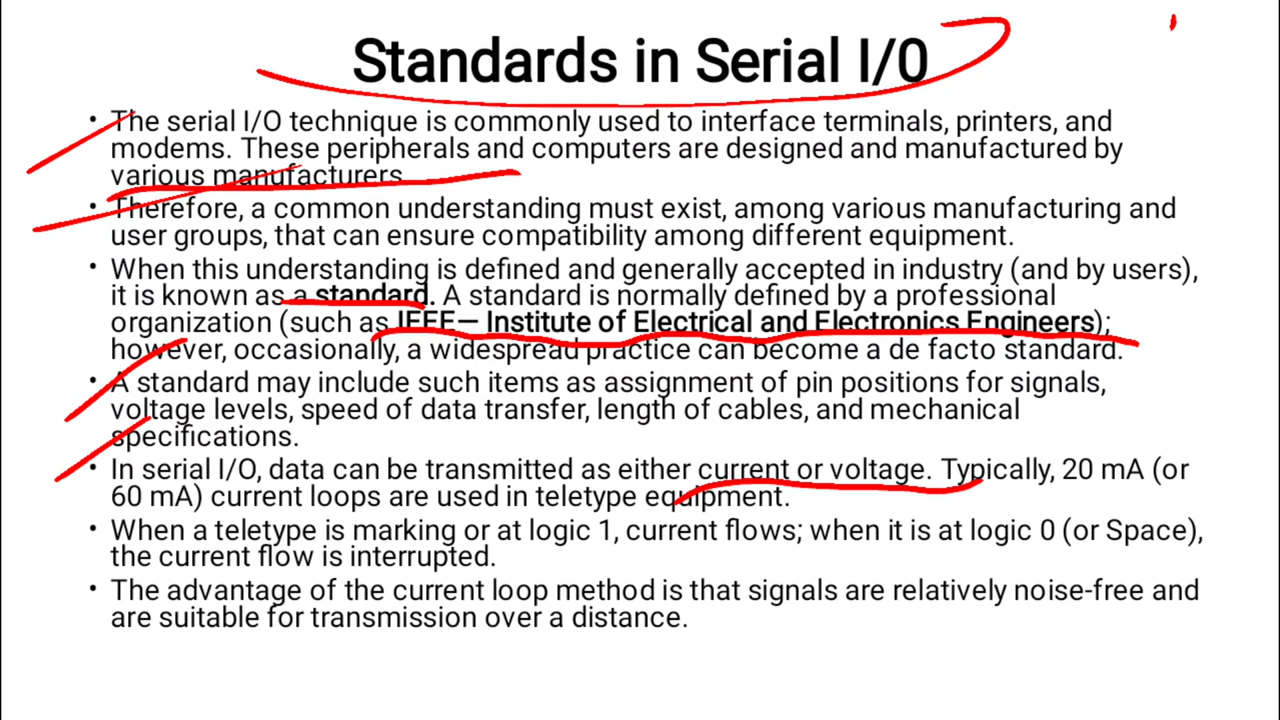 Standards in Serial I/0
• The serial I/O technique is commonly used to interface terminals, printers, and
modems. These peripherals and computers are designed and manufactured by
various manufacturers.
• Therefore, a common understanding must exist, among various manufacturing and
user groups, that can ensure compatibility among different equipment.
• When this understanding is defined and generally accepted in industry (and by users),
it is known as a standard. A standard is normally defined by a professional
organization (such as IEEE— Institute of Electrical and Electronics Engineers);
however, occasionally, a widespread practice can become a de facto standard.
• A standard may include such items as assignment of pin positions for signals,
voltage levels, speed of data transfer, length of cables, and mechanical
specifications.
• In serial I/O, data can be transmitted as either current or voltage. Typically, 20 mA (or
60 mA) current loops are used in teletype equipment.
• When a teletype is marking or at logic 1, current flows; when it is at logic 0 (or Space),
the current flow is interrupted.
• The advantage of the current loop method is that signals are relatively noise-free and
are suitable for transmission over a distance.